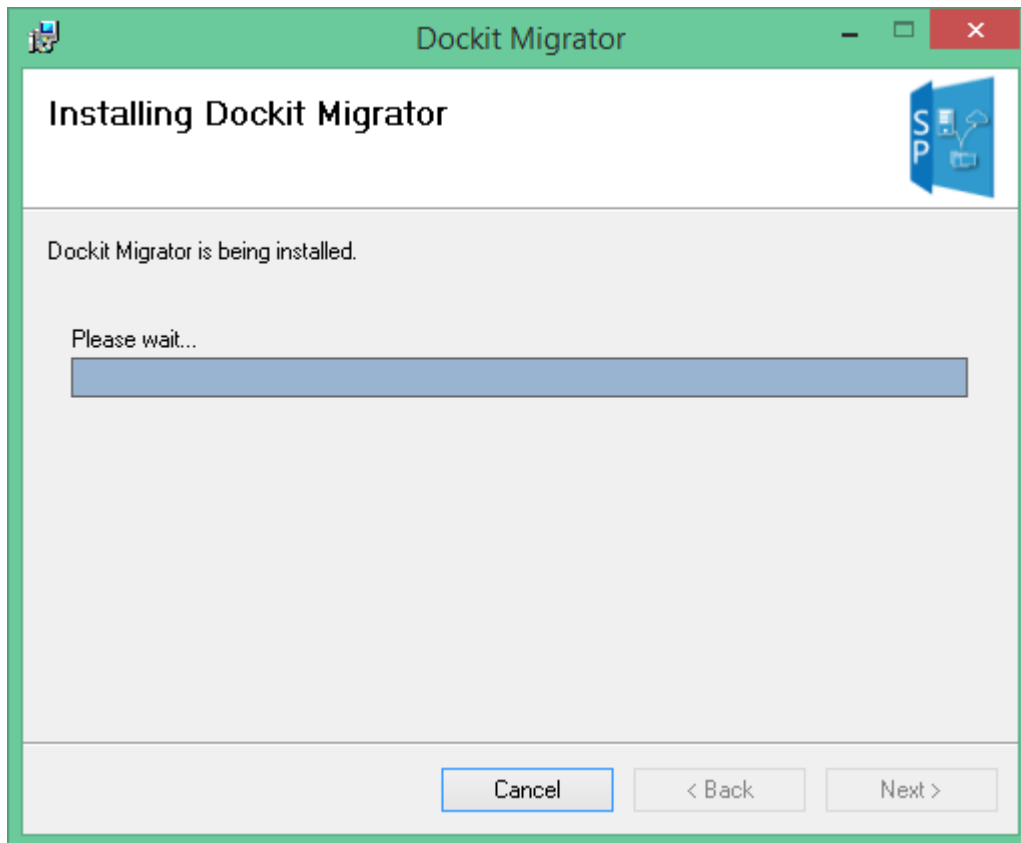 Dockit Migrator
Installing Dockit Migrator
S
P
Dockit Migrator is being installed.
Please wait...
Cancel
< Back
Next >